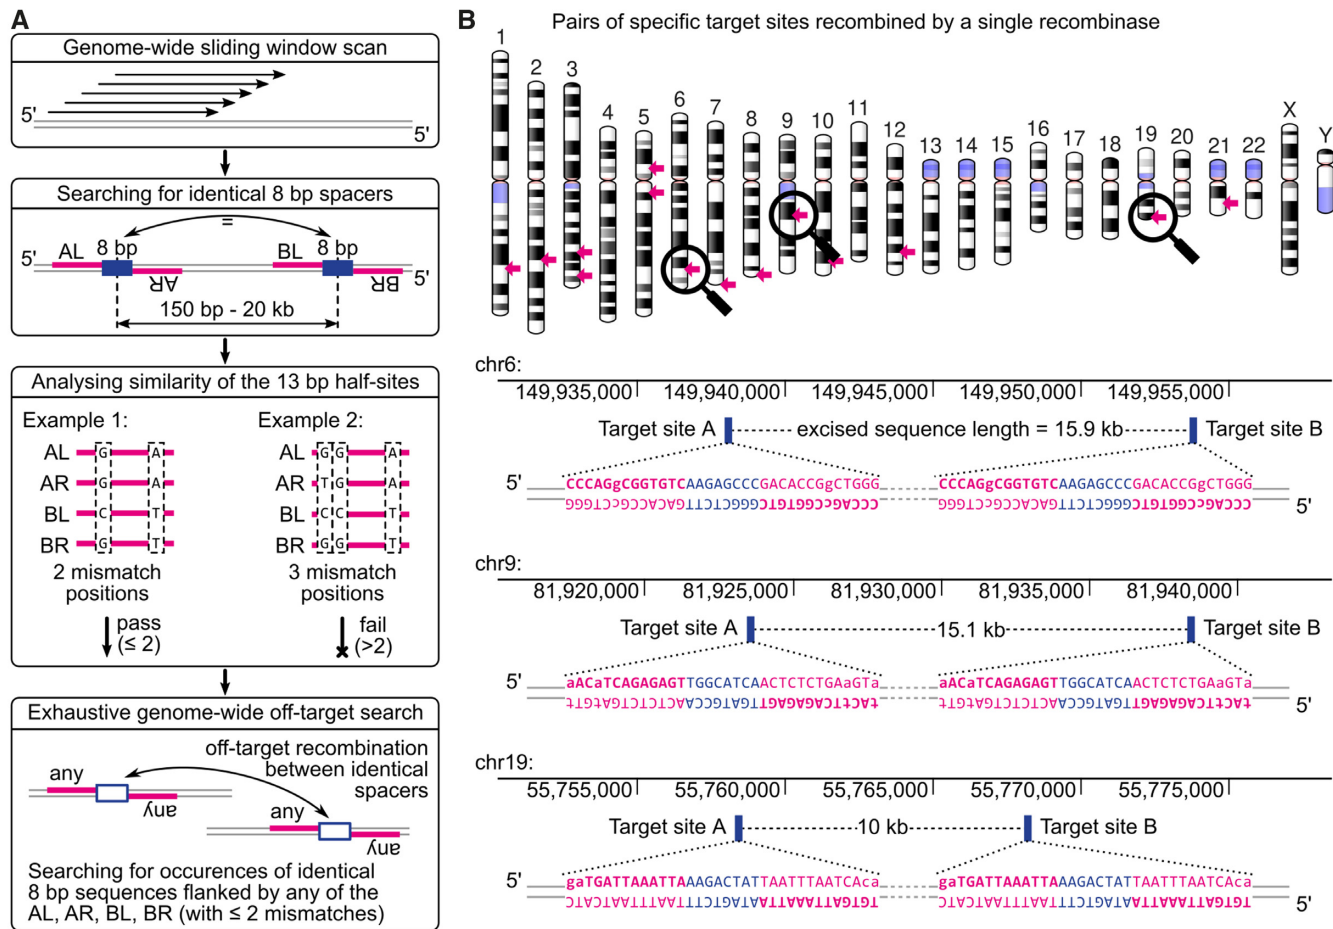 A
Genome-wide sliding window scan
5'
5'
Searching for identical 8 bp spacers
=
5' AL 8 bp BL 8 bp
AR BR 5'
150 bp - 20 kb
Analysing similarity of the 13 bp half-sites
Example 1: Example 2:
AL G A AL G G A
AR G A AR T G A
BL C T BL C C T
BR G T BR G G T
2 mismatch positions
3 mismatch positions
pass (≤ 2)
fail (>2)
Exhaustive genome-wide off-target search
off-target recombination
between identical
spacers
any
any
any
any
Searching for occurences of identical
8 bp sequences flanked by any of the
AL, AR, BL, BR (with ≤ 2 mismatches)
B
Pairs of specific target sites recombined by a single recombinase
1 2 3 4 5 6 7 8 9 10 11 12 13 14 15 16 17 18 19 20 21 22 X Y
chr6:
149,935,000 149,940,000 149,945,000 149,950,000 149,955,000
Target site A excised sequence length = 15.9 kb Target site B
5' CCCAGgCGGTGTCAAGAGCCCGACACCGgCTGGG CCCAGgCGGTGTCAAGAGCCCGACACCGgCTGGG
5'
chr9:
81,920,000 81,925,000 81,930,000 81,935,000 81,940,000
Target site A 15.1 kb Target site B
5' aACaTCAGAGAGTTGGCATCAACTCTCTGAaGTa aACaTCAGAGAGTTGGCATCAACTCTCTGAaGTa
5'
chr19:
55,755,000 55,760,000 55,765,000 55,770,000 55,775,000
Target site A 10 kb Target site B
5' gaTGATTAAATTAAAGACTATTAATTTAATCAca gaTGATTAAATTAAAGACTATTAATTTAATCAca
5'